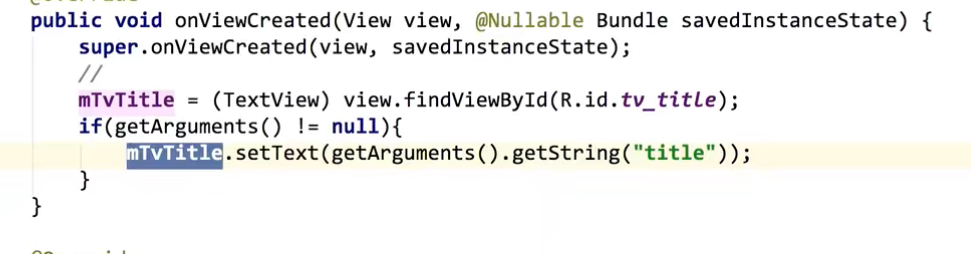 public void onViewCreated(View view, @Nullable Bundle savedInstanceState) {
super.onViewCreated(view, savedInstanceState);
//
mTvTitle = (TextView) view.findViewById(R.id.tv_title);
if(getArguments() != null){
mTvTitle.setText(getArguments().getString("title"));
}
}